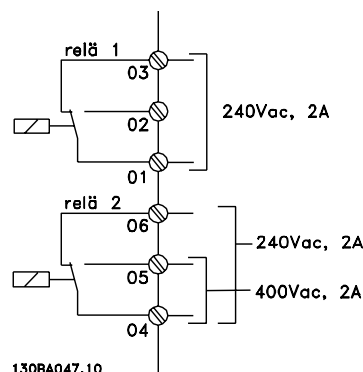 relä 1
03
02
240Vac, 2A
01
relä 2
06
240Vac, 2A
05
400Vac, 2A
04
130BA047.10